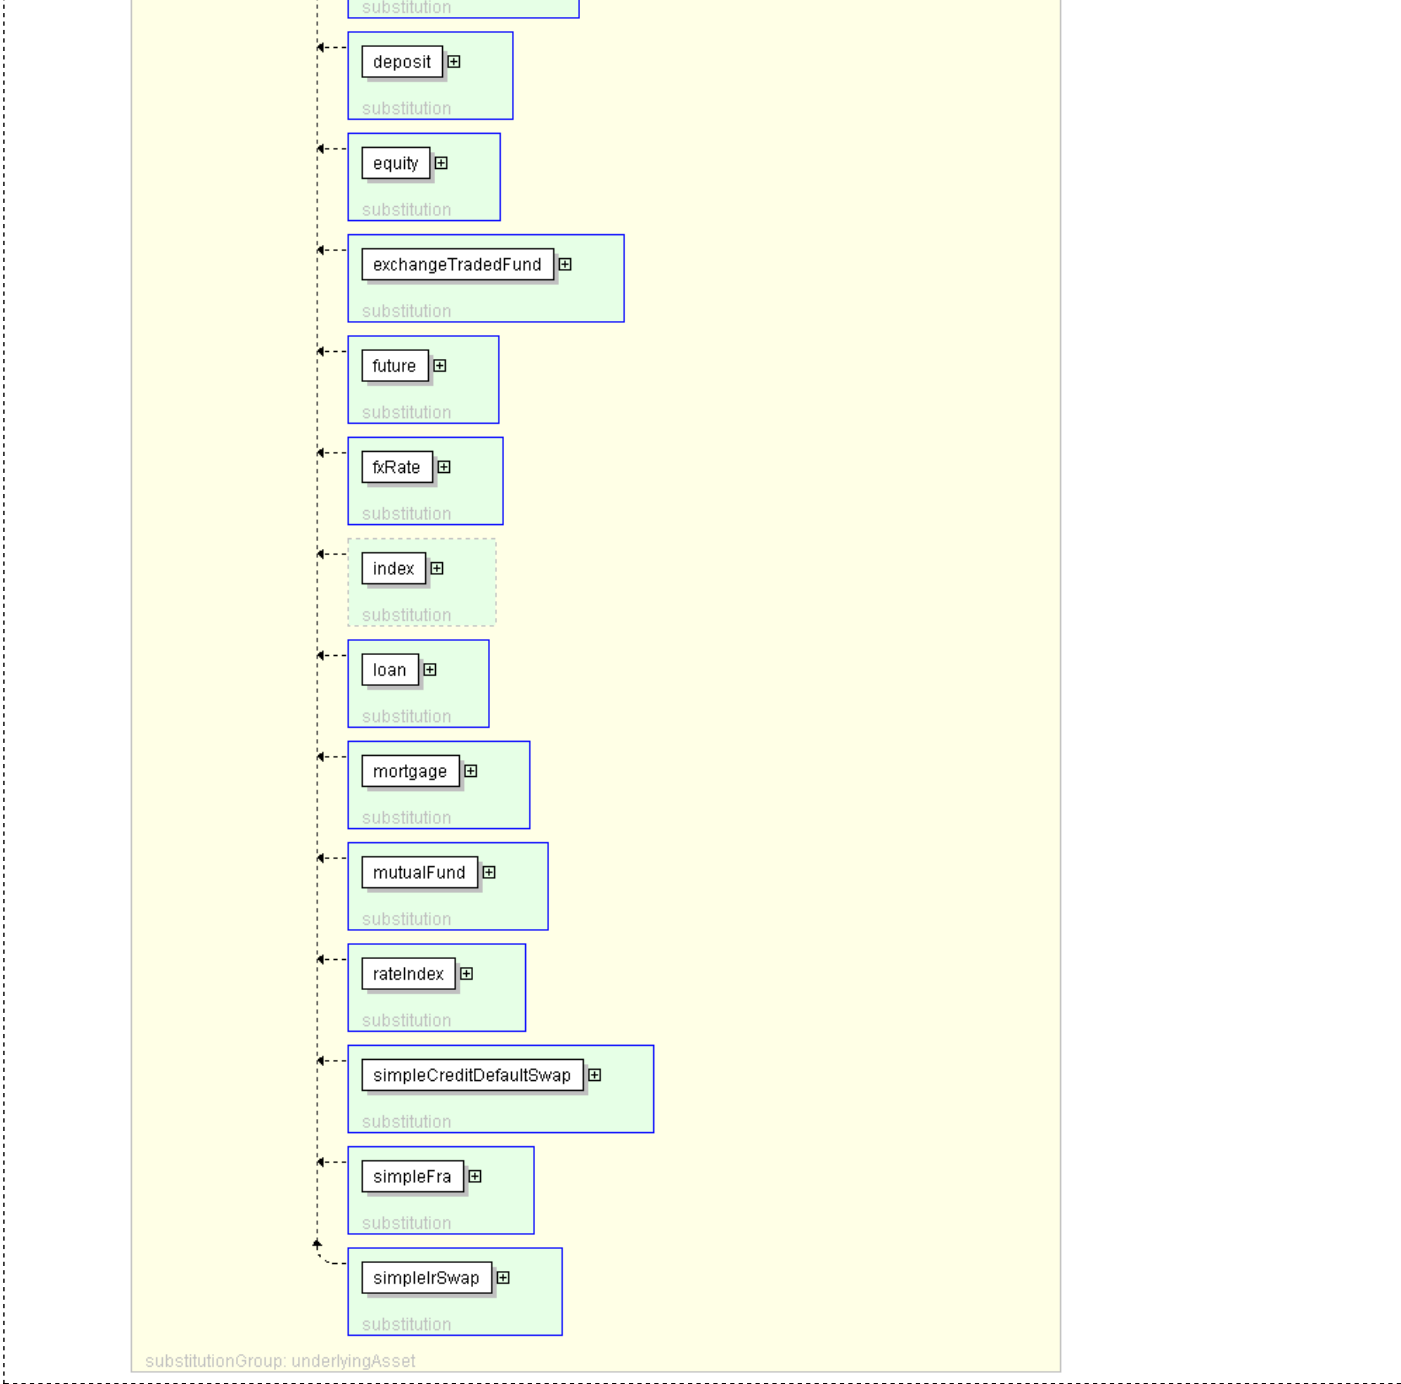 substitution
deposit
substitution
equity
substitution
exchangeTradedFund
substitution
future
substitution
fxRate
substitution
index
substitution
loan
substitution
mortgage
substitution
mutualFund
substitution
rateIndex
substitution
simpleCreditDefaultSwap
substitution
simpleFra
substitution
simpleIrSwap
substitution
substitutionGroup: underlyingAsset